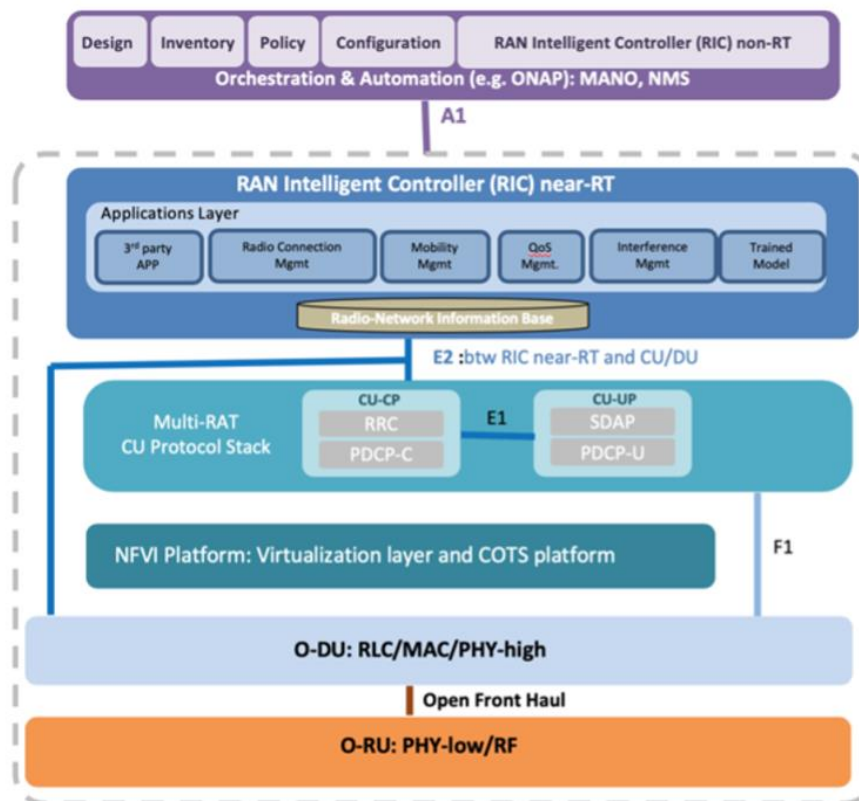 Design
Inventory
Policy
Configuration
RAN Intelligent Controller (RIC) non-RT
Orchestration & Automation (e.g. ONAP): MANO, NMS
A1
RAN Intelligent Controller (RIC) near-RT
Applications Layer
3rd party
APP
Radio Connection
Mgmt
Mobility
Mgmt
QoS
Mgmt.
Interference
Mgmt
Trained
Model
Radio-Network Information Base
E2 :btw RIC near-RT and CU/DU
Multi-RAT
CU Protocol Stack
CU-CP
RRC
PDCP-C
E1
CU-UP
SDAP
PDCP-U
NFVI Platform: Virtualization layer and COTS platform
F1
O-DU: RLC/MAC/PHY-high
Open Front Haul
O-RU: PHY-low/RF